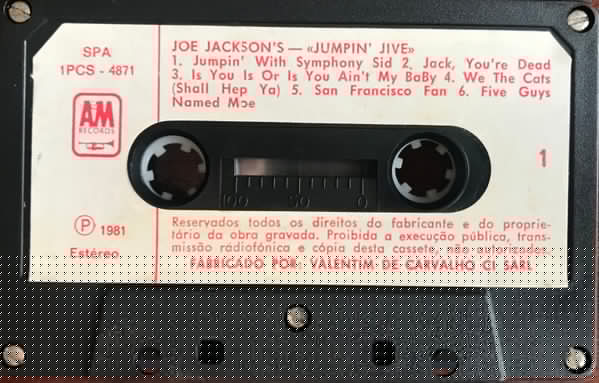 SPA
1PCS - 4871
JOE JACKSON'S — «JUMPIN' JIVE»
1. Jumpin' With Symphony Sid 2. Jack, You're Dead
3. Is You Is Or Is You Ain't My BaBy 4. We The Cats
(Shall Hep Ya) 5. San Francisco Fan 6. Five Guys
Named Moe
A&M
RECORDS
1
100 50 0
Ⓟ 1981
Estéreo
Reservados todos os direitos do fabricante e do proprie-
tário da obra gravada. Proibida a execução pública, trans-
missão radiofónica e cópia desta cassete, não autorizadas.
FABRICADO POR: VALENTIM DE CARVALHO CI SARL